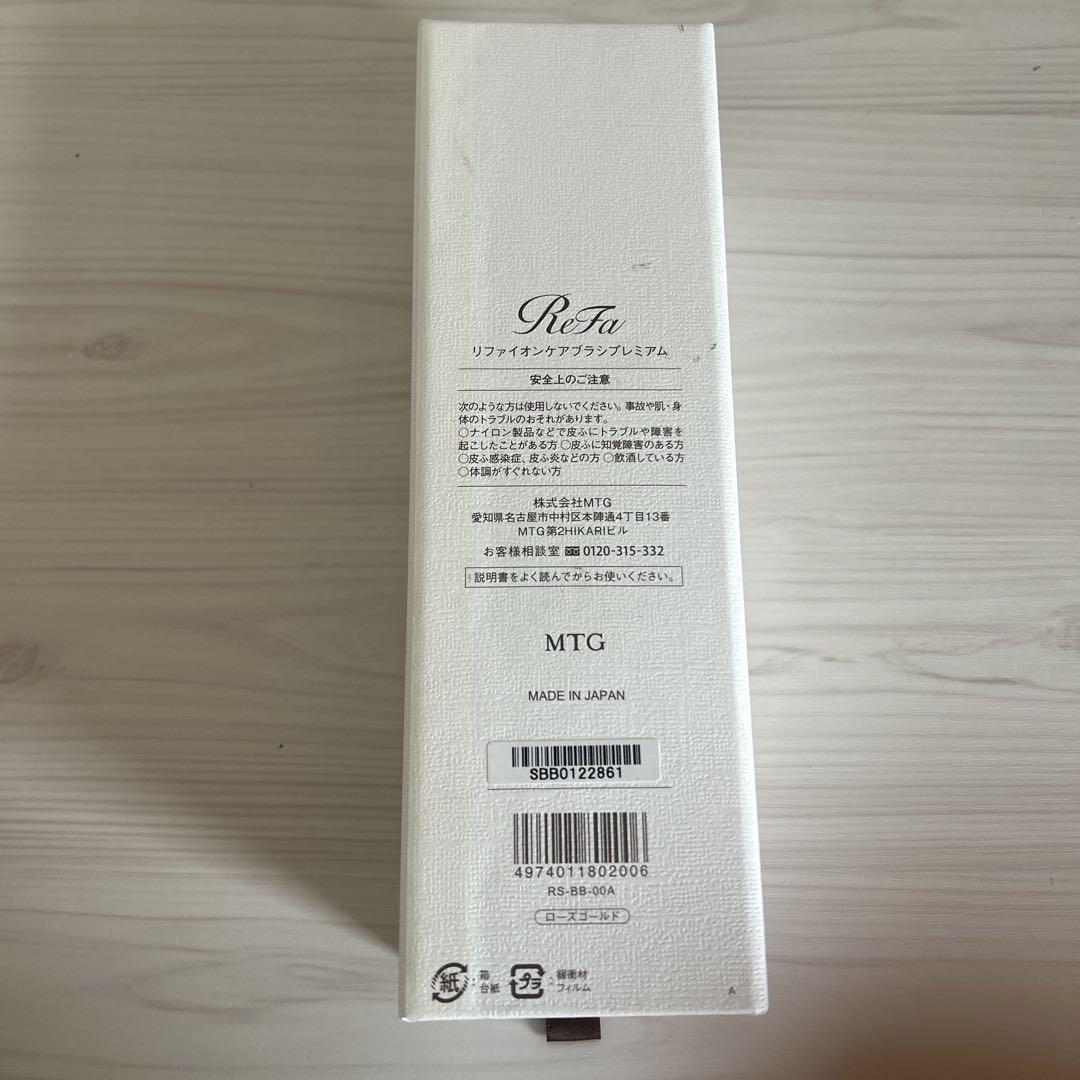 ReFa
リファイオンケアブラシプレミアム
安全上のご注意
次のような方は使用しないでください。事故や肌・身
体のトラブルのおそれがあります。
○ナイロン製品などで皮ふにトラブルや障害を
起こしたことがある方 ○皮ふに知覚障害のある方
○皮ふ感染症、皮ふ炎などの方 ○飲酒している方
○体調がすぐれない方
株式会社MTG
愛知県名古屋市中村区本陣通4丁目13番
MTG第2HIKARIビル
お客様相談室 0120-315-332
説明書をよく読んでからお使いください。
MTG
MADE IN JAPAN
SBB0122861
4974011802006
RS-BB-00A
ローズゴールド
紙 : 箱
台紙
プラ : 緩衝材
フィルム
A